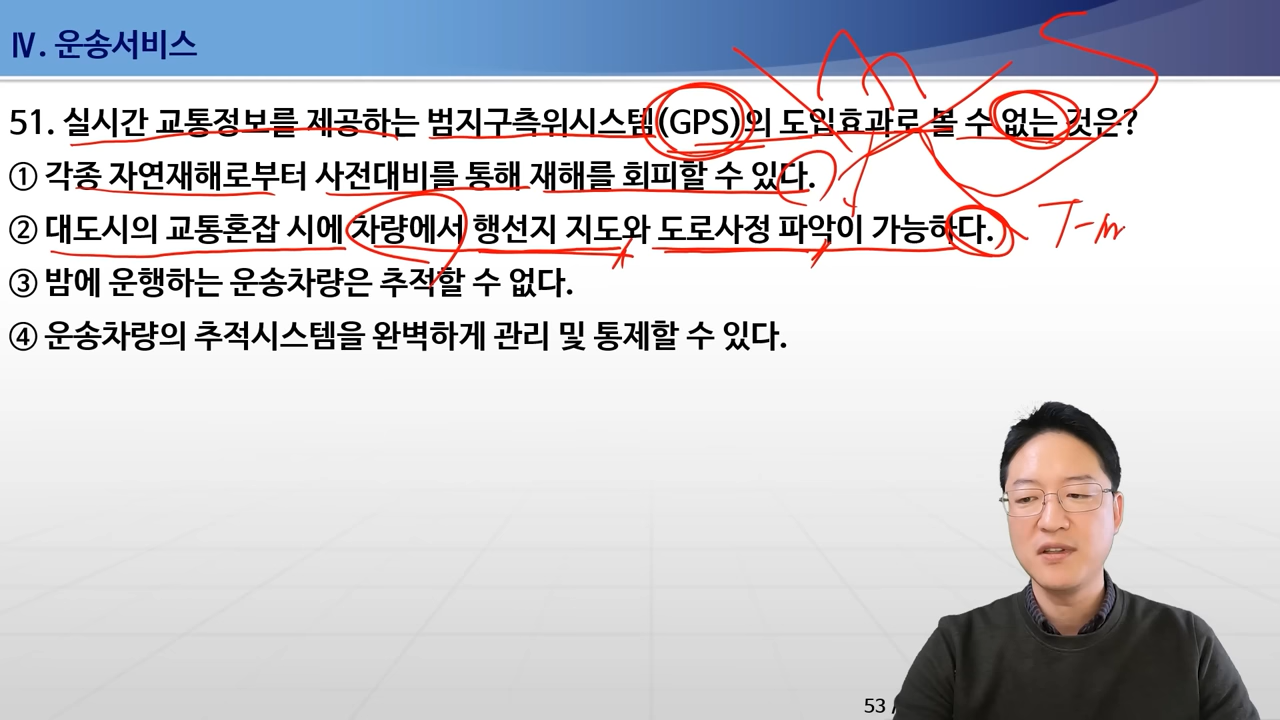 Ⅳ. 운송서비스
51. 실시간 교통정보를 제공하는 범지구측위시스템(GPS)의 도입효과로 볼 수 없는 것은?
① 각종 자연재해로부터 사전대비를 통해 재해를 회피할 수 있다.
② 대도시의 교통혼잡 시에 차량에서 행선지 지도와 도로사정 파악이 가능하다.
③ 밤에 운행하는 운송차량은 추적할 수 없다.
④ 운송차량의 추적시스템을 완벽하게 관리 및 통제할 수 있다.
53 /